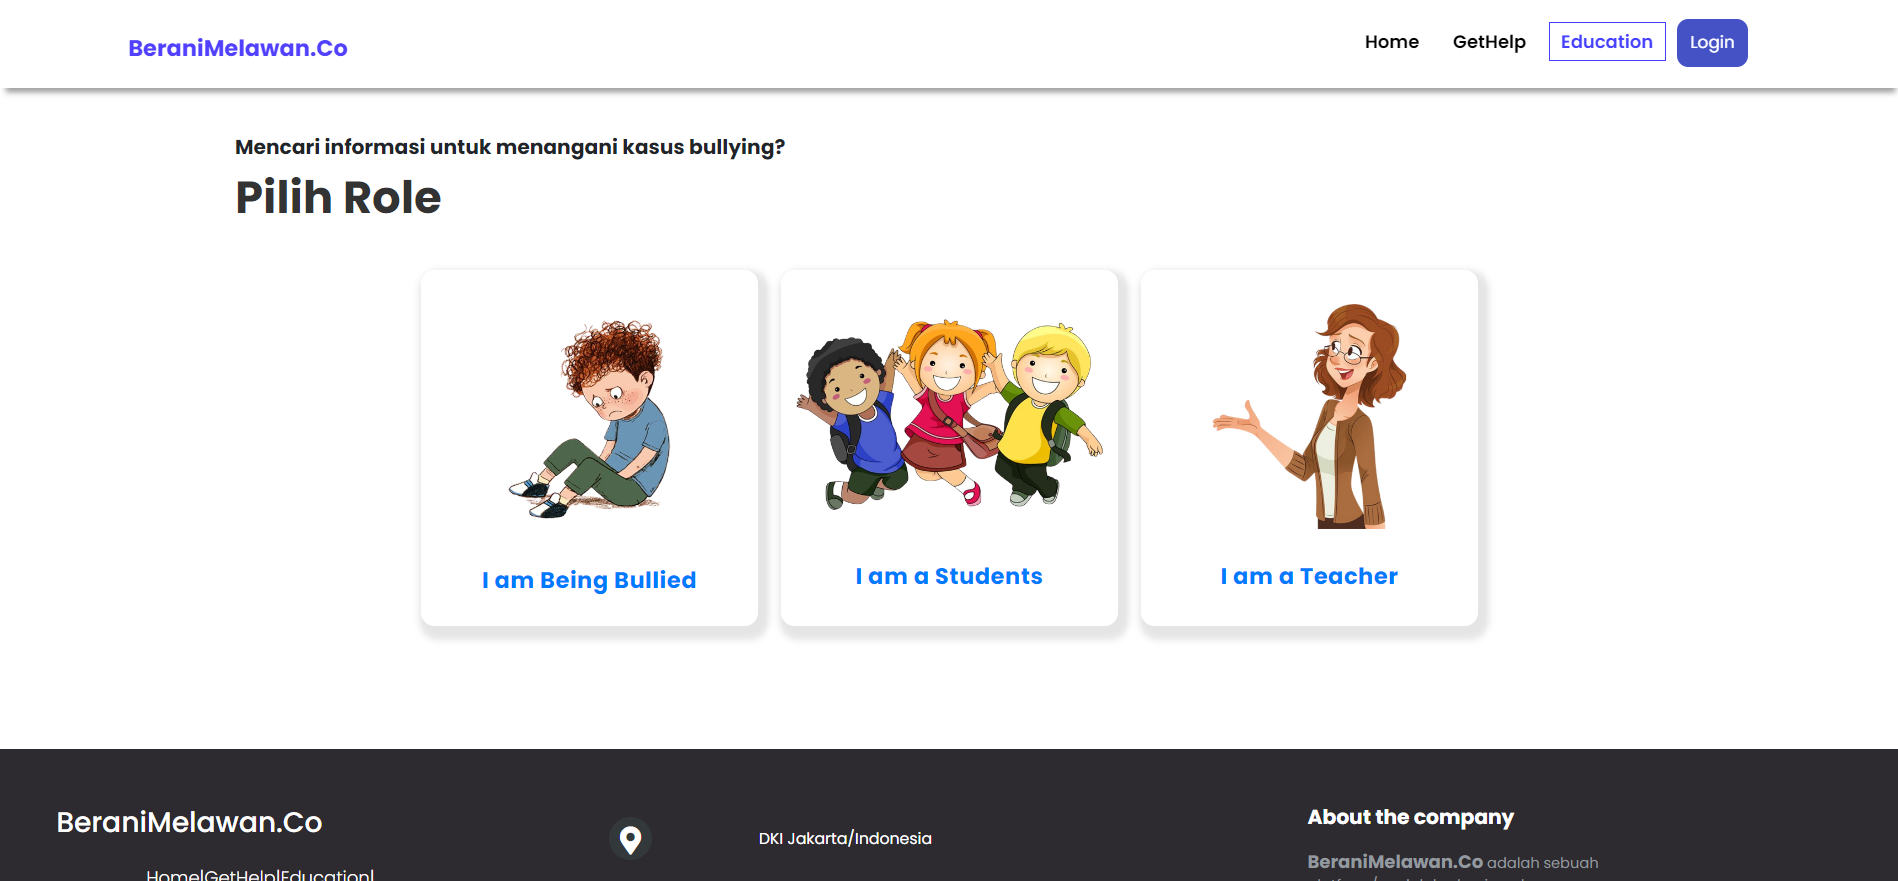 BeraniMelawan.Co
Home GetHelp Education Login
Mencari informasi untuk menangani kasus bullying?
Pilih Role
I am Being Bullied
I am a Students
I am a Teacher
BeraniMelawan.Co
Home|GetHelp|Education|
DKI Jakarta/Indonesia
About the company
BeraniMelawan.Co adalah sebuah